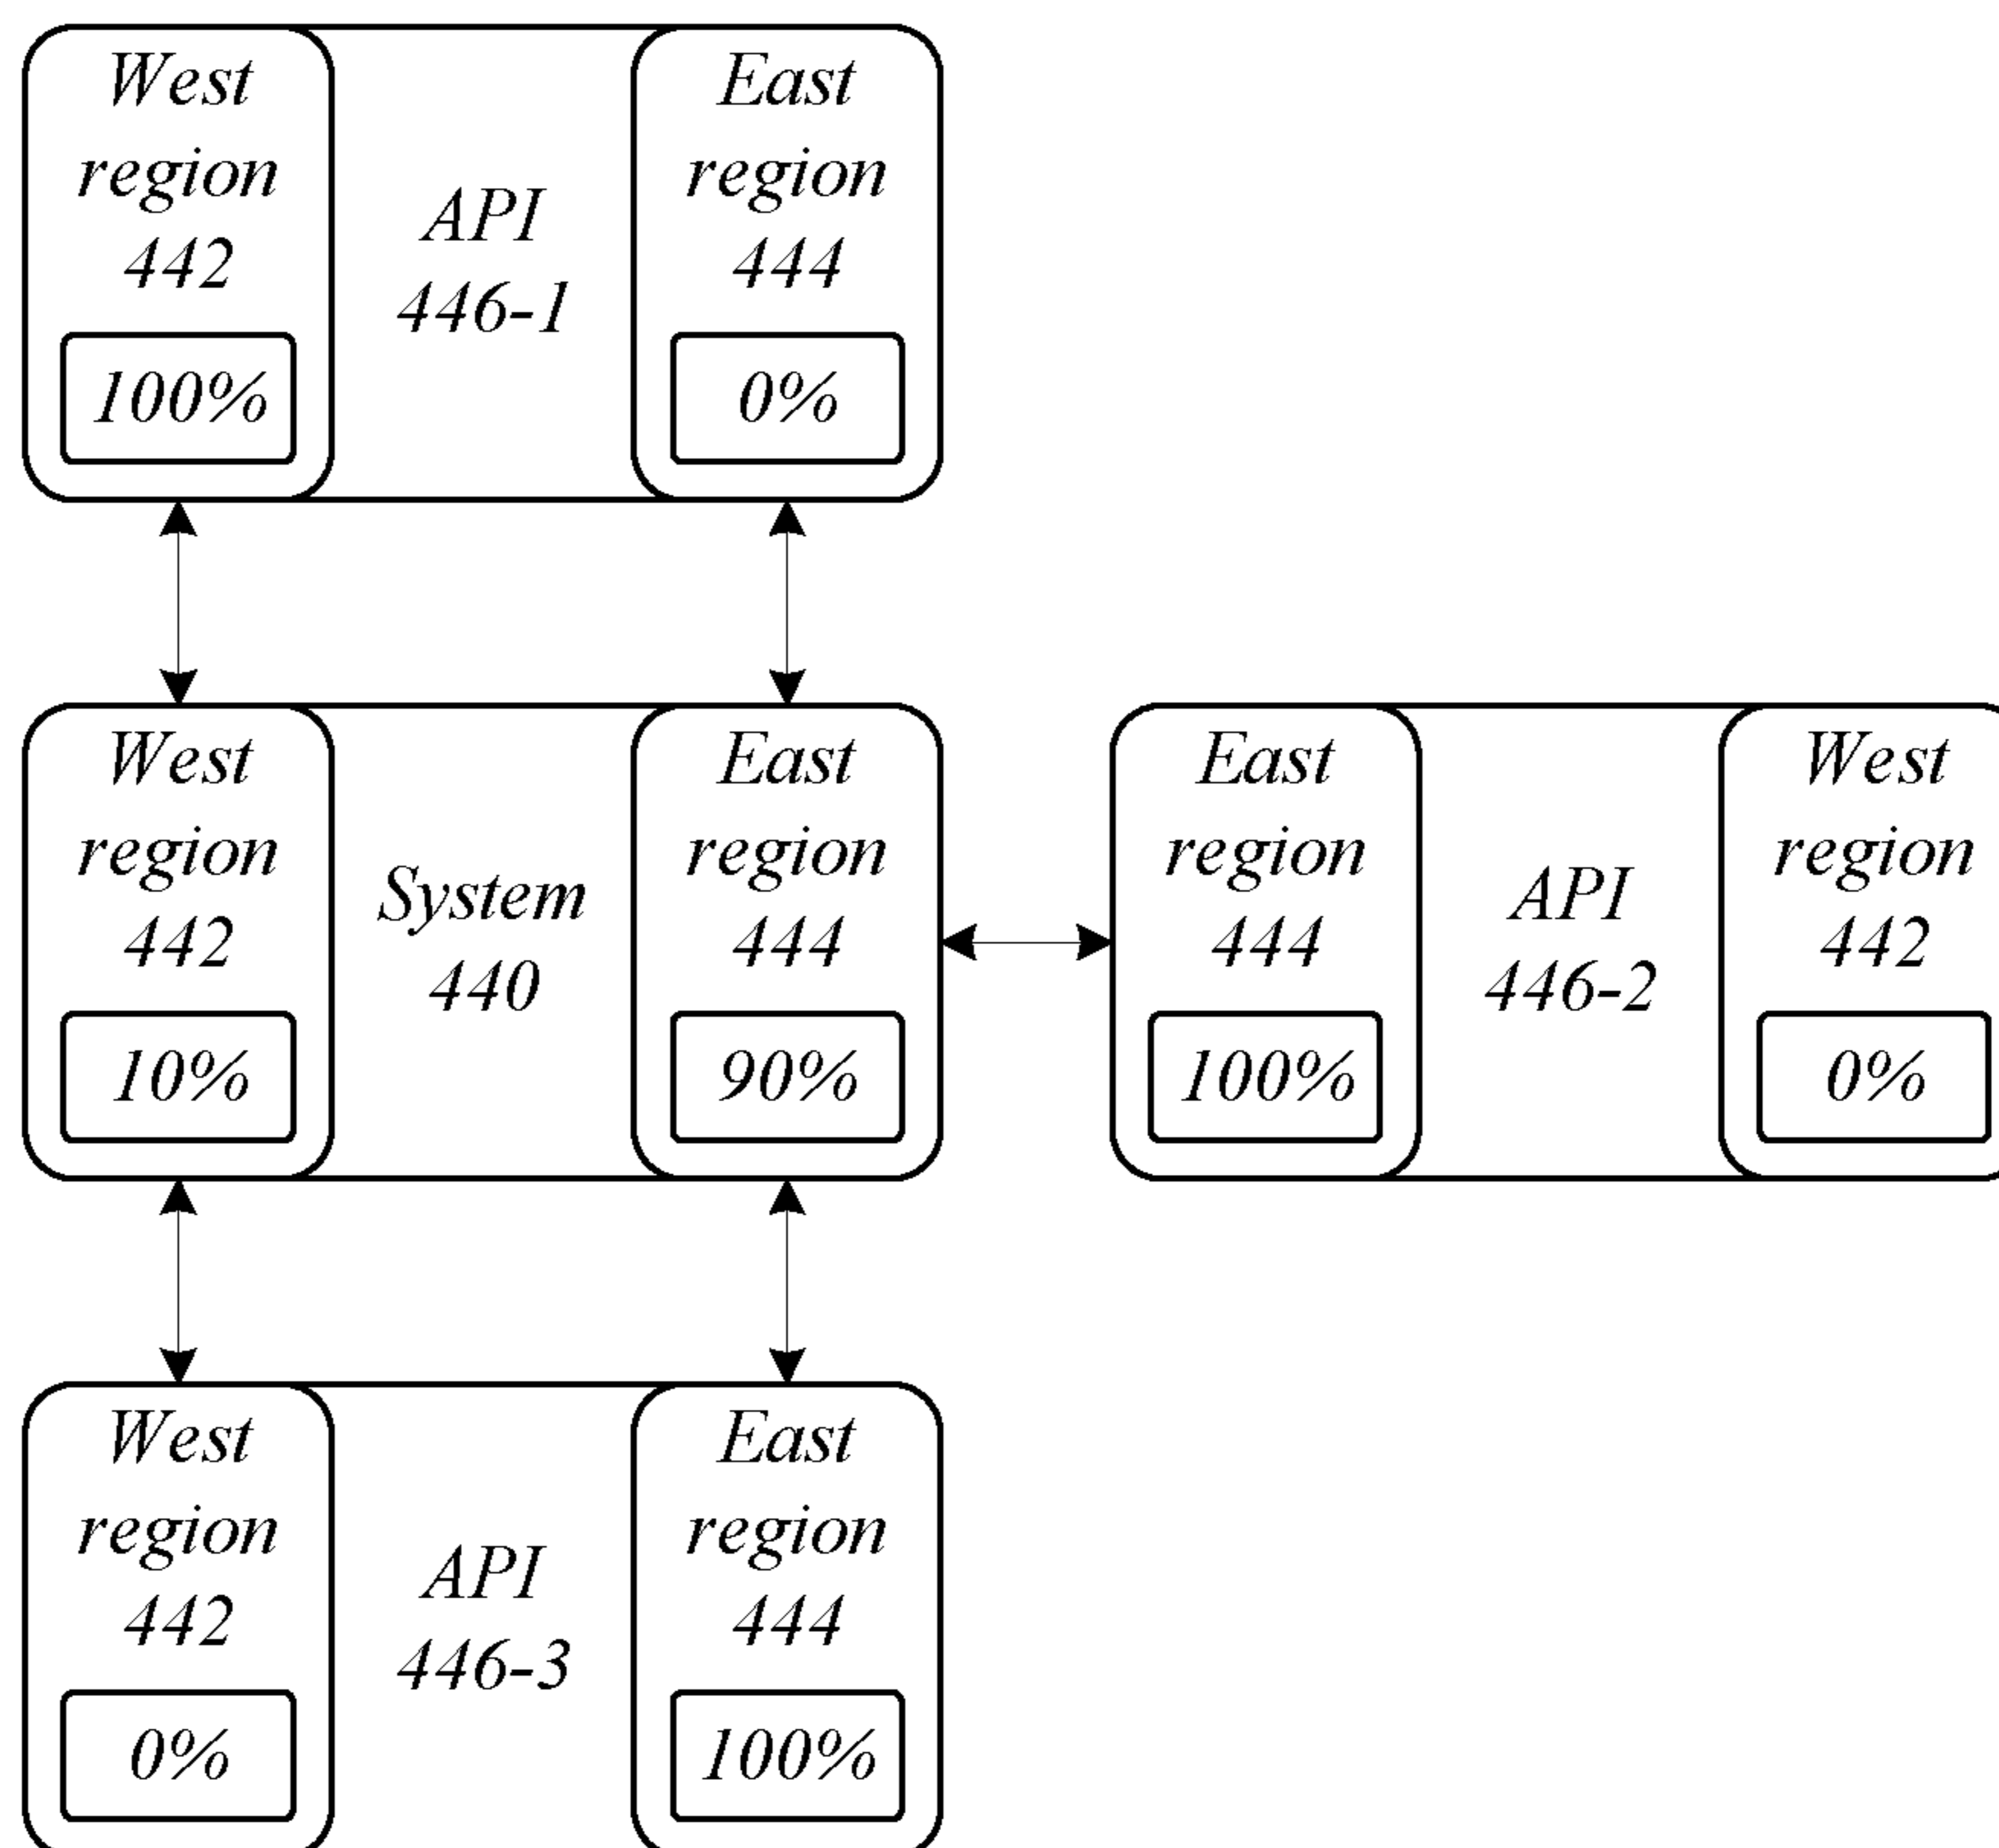 West
region
442
100%
API
446-1
East
region
444
0%
West
region
442
10%
System
440
East
region
444
90%
East
region
444
100%
API
446-2
West
region
442
0%
West
region
442
0%
API
446-3
East
region
444
100%